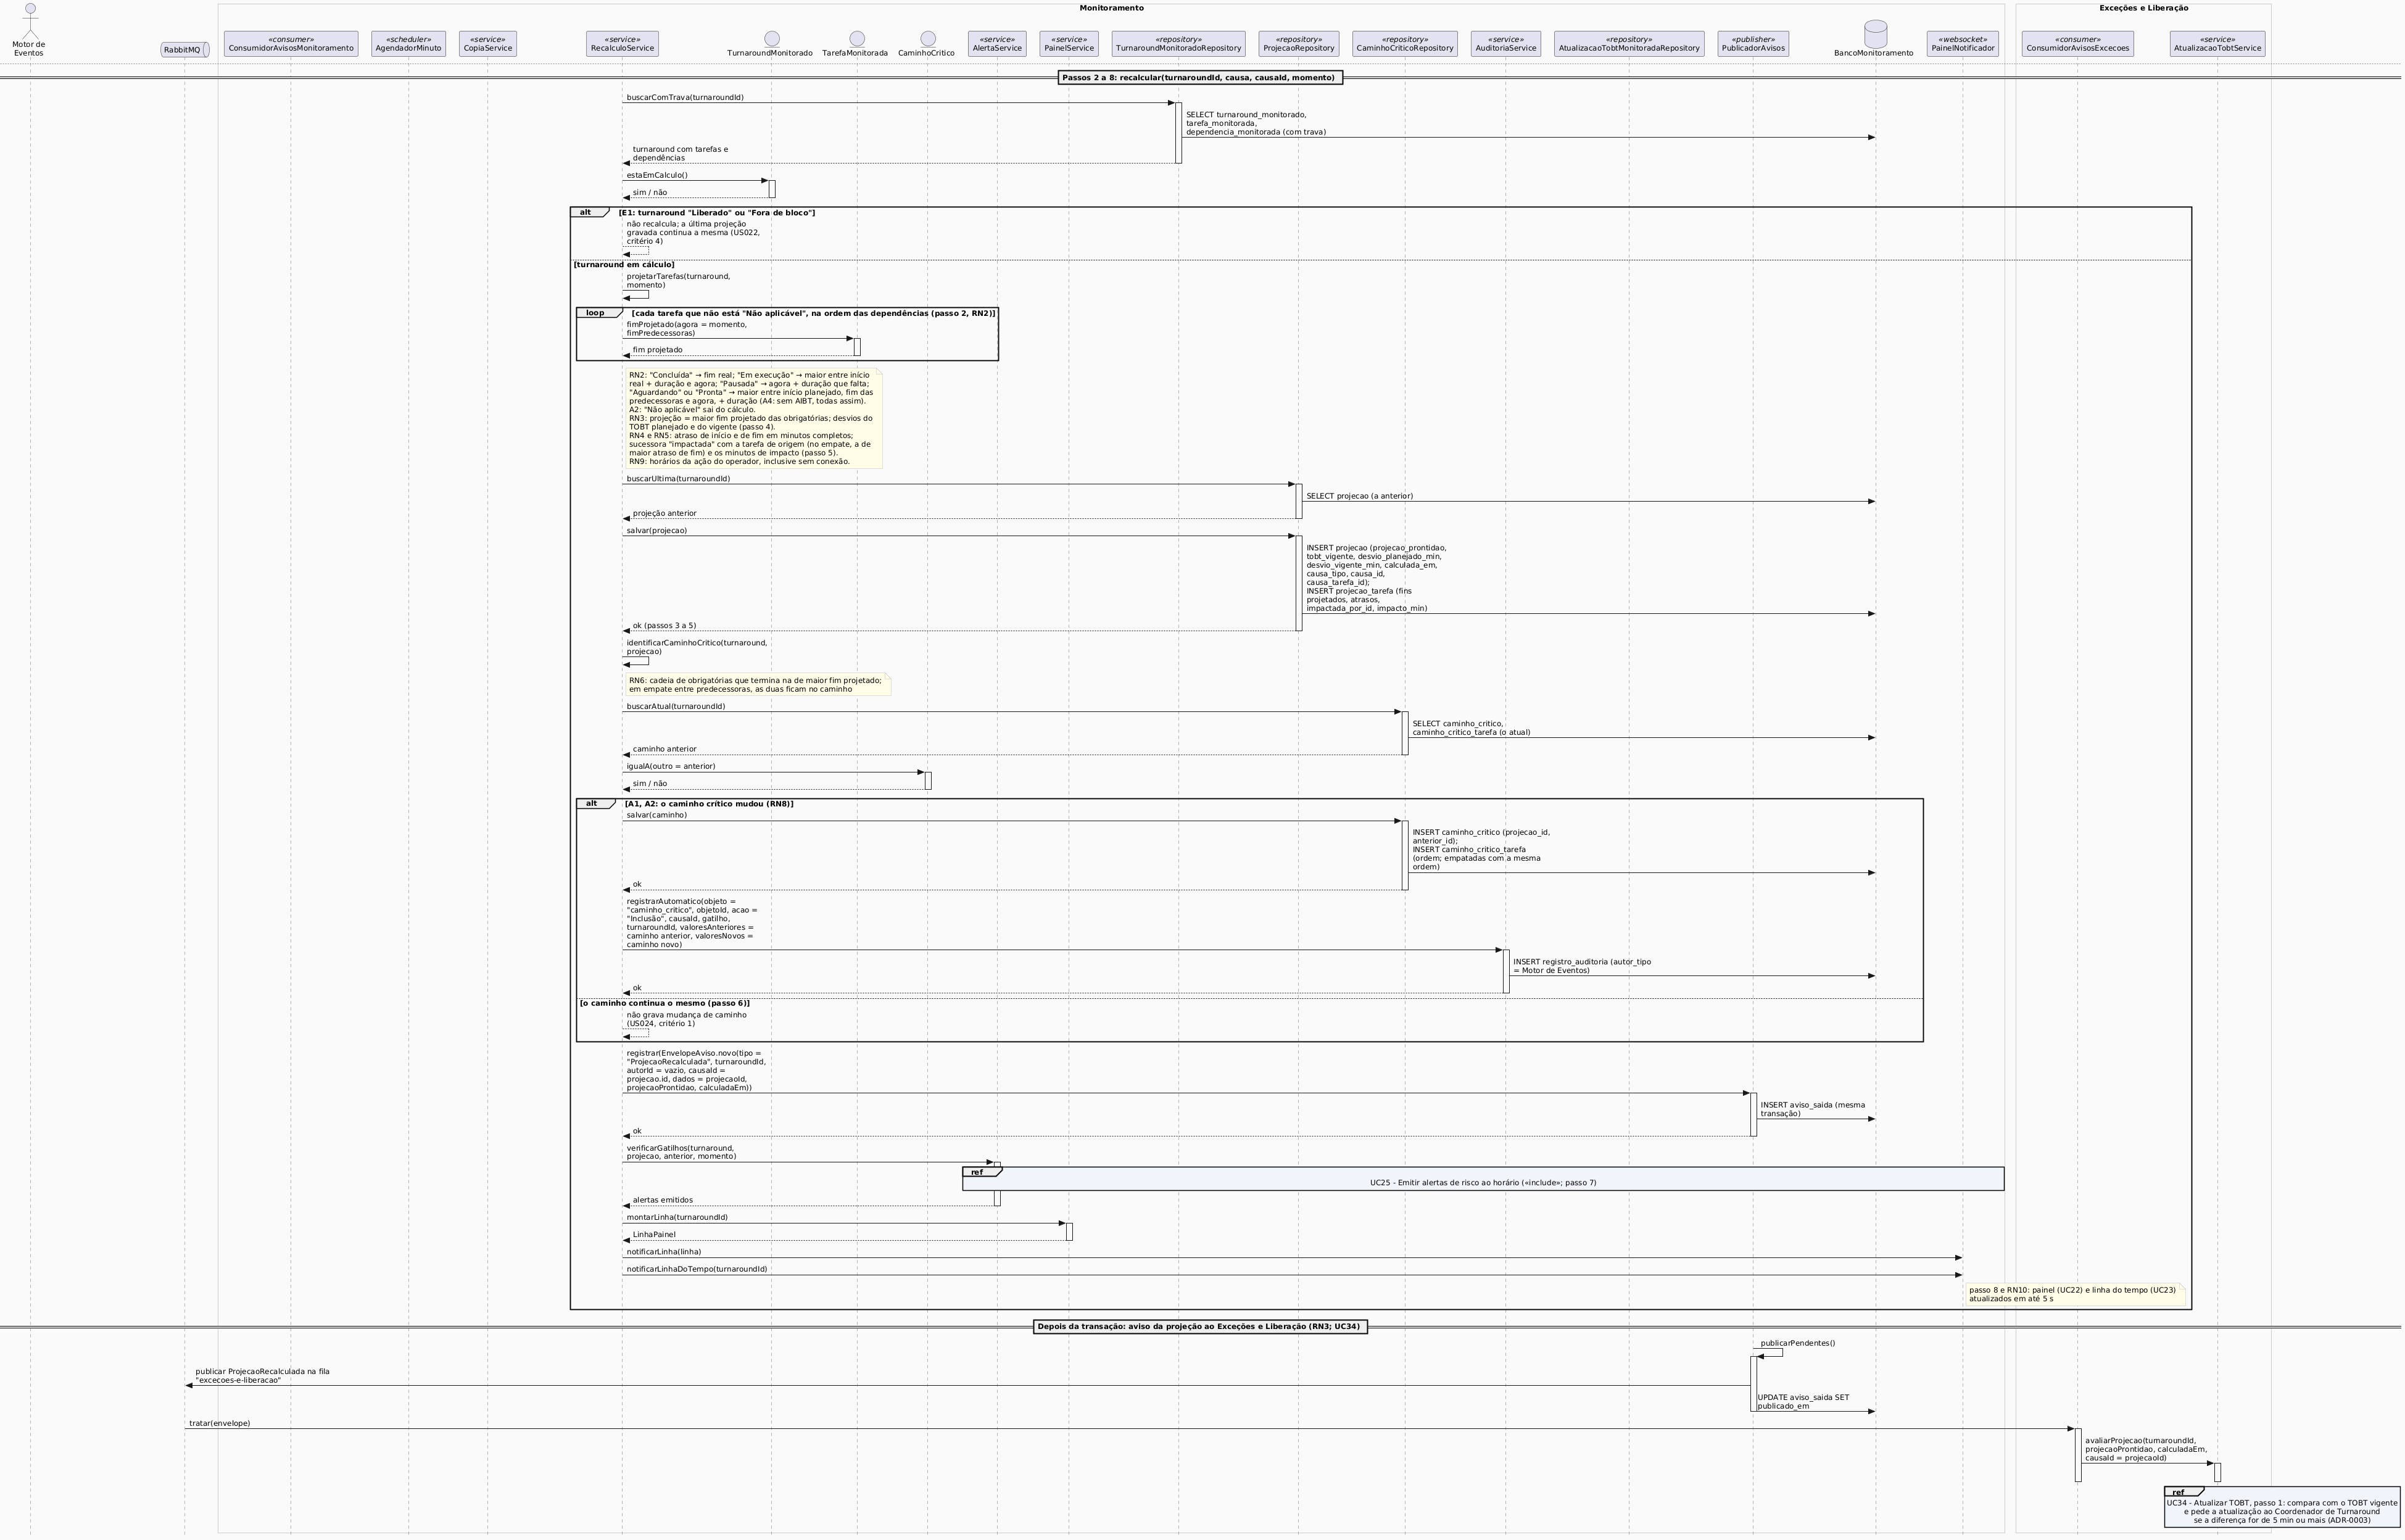 Monitoramento
Exceções e Liberação
Motor de
Eventos
RabbitMQ
«consumer»
ConsumidorAvisosMonitoramento
«scheduler»
AgendadorMinuto
«service»
CopiaService
«service»
RecalculoService
TurnaroundMonitorado
TarefaMonitorada
CaminhoCritico
«service»
AlertaService
«service»
PainelService
«repository»
TurnaroundMonitoradoRepository
«repository»
ProjecaoRepository
«repository»
CaminhoCriticoRepository
«service»
AuditoriaService
«repository»
AtualizacaoTobtMonitoradaRepository
«publisher»
PublicadorAvisos
BancoMonitoramento
«websocket»
PainelNotificador
«consumer»
ConsumidorAvisosExcecoes
«service»
AtualizacaoTobtService
Passos 2 a 8: recalcular(turnaroundId, causa, causaId, momento)
buscarComTrava(turnaroundId)
SELECT turnaround_monitorado,
tarefa_monitorada,
dependencia_monitorada (com trava)
turnaround com tarefas e
dependências
estaEmCalculo()
sim / não
alt
[E1: turnaround "Liberado" ou "Fora de bloco"]
não recalcula; a última projeção
gravada continua a mesma (US022,
critério 4)
[turnaround em cálculo]
projetarTarefas(turnaround,
momento)
loop
[cada tarefa que não está "Não aplicável", na ordem das dependências (passo 2, RN2)]
fimProjetado(agora = momento,
fimPredecessoras)
fim projetado
RN2: "Concluída" → fim real; "Em execução" → maior entre início
real + duração e agora; "Pausada" → agora + duração que falta;
"Aguardando" ou "Pronta" → maior entre início planejado, fim das
predecessoras e agora, + duração (A4: sem AIBT, todas assim).
A2: "Não aplicável" sai do cálculo.
RN3: projeção = maior fim projetado das obrigatórias; desvios do
TOBT planejado e do vigente (passo 4).
RN4 e RN5: atraso de início e de fim em minutos completos;
sucessora "impactada" com a tarefa de origem (no empate, a de
maior atraso de fim) e os minutos de impacto (passo 5).
RN9: horários da ação do operador, inclusive sem conexão.
buscarUltima(turnaroundId)
SELECT projecao (a anterior)
projeção anterior
salvar(projecao)
INSERT projecao (projecao_prontidao,
tobt_vigente, desvio_planejado_min,
desvio_vigente_min, calculada_em,
causa_tipo, causa_id,
causa_tarefa_id);
INSERT projecao_tarefa (fins
projetados, atrasos,
impactada_por_id, impacto_min)
ok (passos 3 a 5)
identificarCaminhoCritico(turnaround,
projecao)
RN6: cadeia de obrigatórias que termina na de maior fim projetado;
em empate entre predecessoras, as duas ficam no caminho
buscarAtual(turnaroundId)
SELECT caminho_critico,
caminho_critico_tarefa (o atual)
caminho anterior
igualA(outro = anterior)
sim / não
alt
[A1, A2: o caminho crítico mudou (RN8)]
salvar(caminho)
INSERT caminho_critico (projecao_id,
anterior_id);
INSERT caminho_critico_tarefa
(ordem; empatadas com a mesma
ordem)
ok
registrarAutomatico(objeto =
"caminho_critico", objetoId, acao =
"Inclusão", causaId, gatilho,
turnaroundId, valoresAnteriores =
caminho anterior, valoresNovos =
caminho novo)
INSERT registro_auditoria (autor_tipo
= Motor de Eventos)
ok
[o caminho continua o mesmo (passo 6)]
não grava mudança de caminho
(US024, critério 1)
registrar(EnvelopeAviso.novo(tipo =
"ProjecaoRecalculada", turnaroundId,
autorId = vazio, causaId =
projecao.id, dados = projecaoId,
projecaoProntidao, calculadaEm))
INSERT aviso_saida (mesma
transação)
ok
verificarGatilhos(turnaround,
projecao, anterior, momento)
ref
UC25 - Emitir alertas de risco ao horário («include»; passo 7)
alertas emitidos
montarLinha(turnaroundId)
LinhaPainel
notificarLinha(linha)
notificarLinhaDoTempo(turnaroundId)
passo 8 e RN10: painel (UC22) e linha do tempo (UC23)
atualizados em até 5 s
Depois da transação: aviso da projeção ao Exceções e Liberação (RN3; UC34)
publicarPendentes()
publicar ProjecaoRecalculada na fila
"excecoes-e-liberacao"
UPDATE aviso_saida SET
publicado_em
tratar(envelope)
avaliarProjecao(turnaroundId,
projecaoProntidao, calculadaEm,
causaId = projecaoId)
ref
UC34 - Atualizar TOBT, passo 1: compara com o TOBT vigente
e pede a atualização ao Coordenador de Turnaround
se a diferença for de 5 min ou mais (ADR-0003)